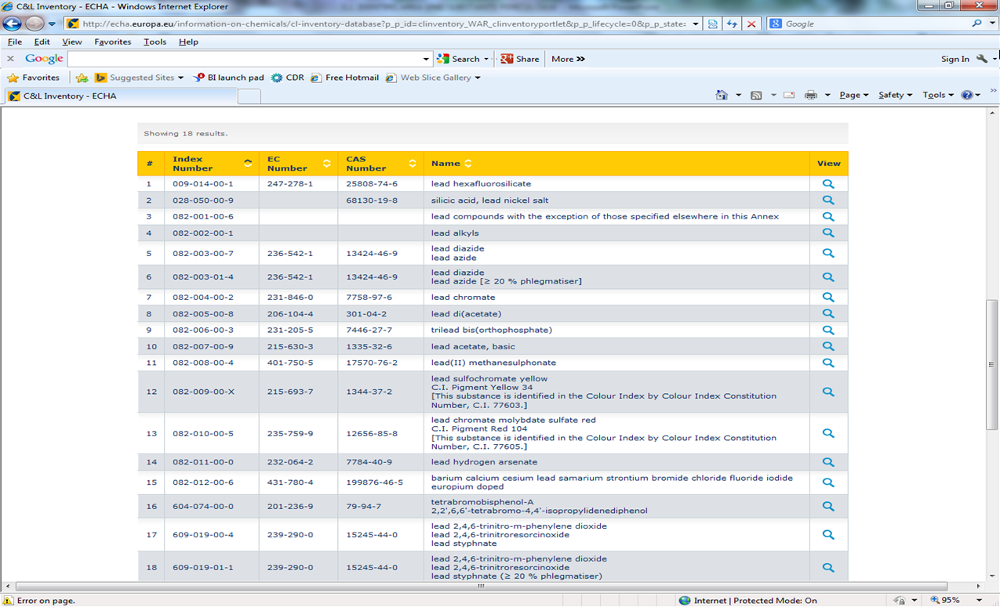 C&L Inventory - ECHA - Windows Internet Explorer
http://echa.europa.eu/information-on-chemicals/cl-inventory-database?p_p_id=clinventory_WAR_clinventoryportlet&p_p_lifecycle=0&p_p_state= Google
File Edit View Favorites Tools Help
x Google Search Share More » Sign In
Favorites Suggested Sites BI launch pad CDR Free Hotmail Web Slice Gallery
C&L Inventory - ECHA Page Safety Tools »
Showing 18 results.
# Index Number EC Number CAS Number Name View
1 009-014-00-1 247-278-1 25808-74-6 lead hexafluorosilicate
2 028-050-00-9 68130-19-8 silicic acid, lead nickel salt
3 082-001-00-6 lead compounds with the exception of those specified elsewhere in this Annex
4 082-002-00-1 lead alkyls
5 082-003-00-7 236-542-1 13424-46-9 lead diazide
lead azide
6 082-003-01-4 236-542-1 13424-46-9 lead diazide
lead azide [≥ 20 % phlegmatiser]
7 082-004-00-2 231-846-0 7758-97-6 lead chromate
8 082-005-00-8 206-104-4 301-04-2 lead di(acetate)
9 082-006-00-3 231-205-5 7446-27-7 trilead bis(orthophosphate)
10 082-007-00-9 215-630-3 1335-32-6 lead acetate, basic
11 082-008-00-4 401-750-5 17570-76-2 lead(II) methanesulphonate
12 082-009-00-X 215-693-7 1344-37-2 lead sulfochromate yellow
C.I. Pigment Yellow 34
[This substance is identified in the Colour Index by Colour Index Constitution
Number, C.I. 77603.]
13 082-010-00-5 235-759-9 12656-85-8 lead chromate molybdate sulfate red
C.I. Pigment Red 104
[This substance is identified in the Colour Index by Colour Index Constitution
Number, C.I. 77605.]
14 082-011-00-0 232-064-2 7784-40-9 lead hydrogen arsenate
15 082-012-00-6 431-780-4 199876-46-5 barium calcium cesium lead samarium strontium bromide chloride fluoride iodide
europium doped
16 604-074-00-0 201-236-9 79-94-7 tetrabromobisphenol-A
2,2',6,6'-tetrabromo-4,4'-isopropylidenediphenol
17 609-019-00-4 239-290-0 15245-44-0 lead 2,4,6-trinitro-m-phenylene dioxide
lead 2,4,6-trinitroresorcinoxide
lead styphnate
18 609-019-01-1 239-290-0 15245-44-0 lead 2,4,6-trinitro-m-phenylene dioxide
lead 2,4,6-trinitroresorcinoxide
lead styphnate (≥ 20 % phlegmatiser)
Error on page. Internet | Protected Mode: On 95%